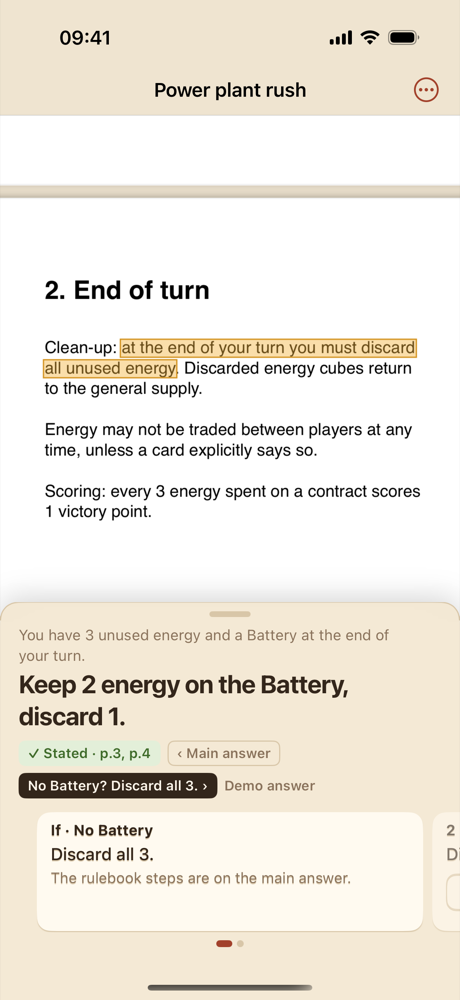 09:41
Power plant rush
2. End of turn
Clean-up: at the end of your turn you must discard
all unused energy. Discarded energy cubes return
to the general supply.
Energy may not be traded between players at any
time, unless a card explicitly says so.
Scoring: every 3 energy spent on a contract scores
1 victory point.
You have 3 unused energy and a Battery at the end of
your turn.
Keep 2 energy on the Battery,
discard 1.
✓ Stated · p.3, p.4
‹ Main answer
No Battery? Discard all 3. ›
Demo answer
If · No Battery
Discard all 3.
The rulebook steps are on the main answer.
2